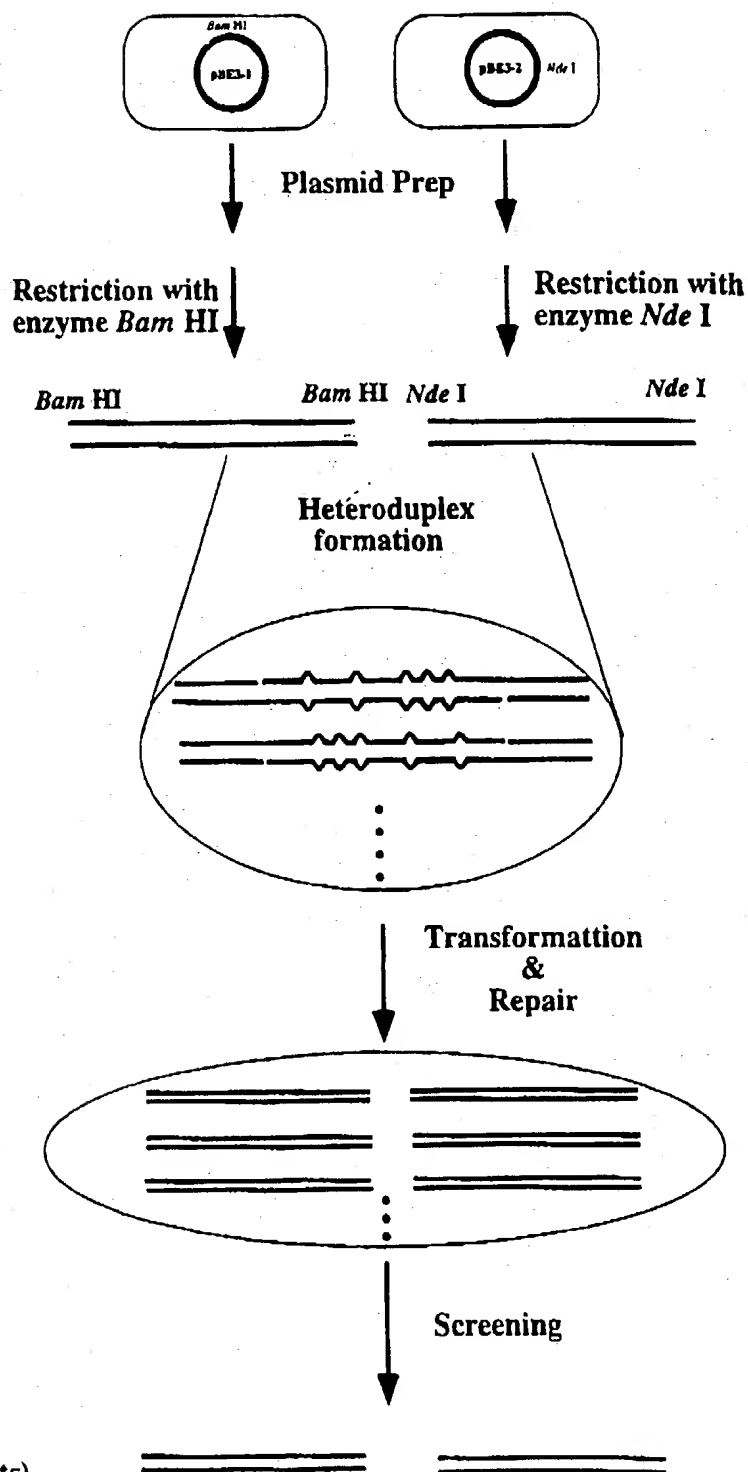 Bam HI
pBE3-1
pBE3-2
Nde I
Plasmid Prep
Restriction with
enzyme Bam HI
Restriction with
enzyme Nde I
Bam HI
Bam HI
Nde I
Nde I
Heteroduplex
formation
Transformattion
&
Repair
Screening
ts)